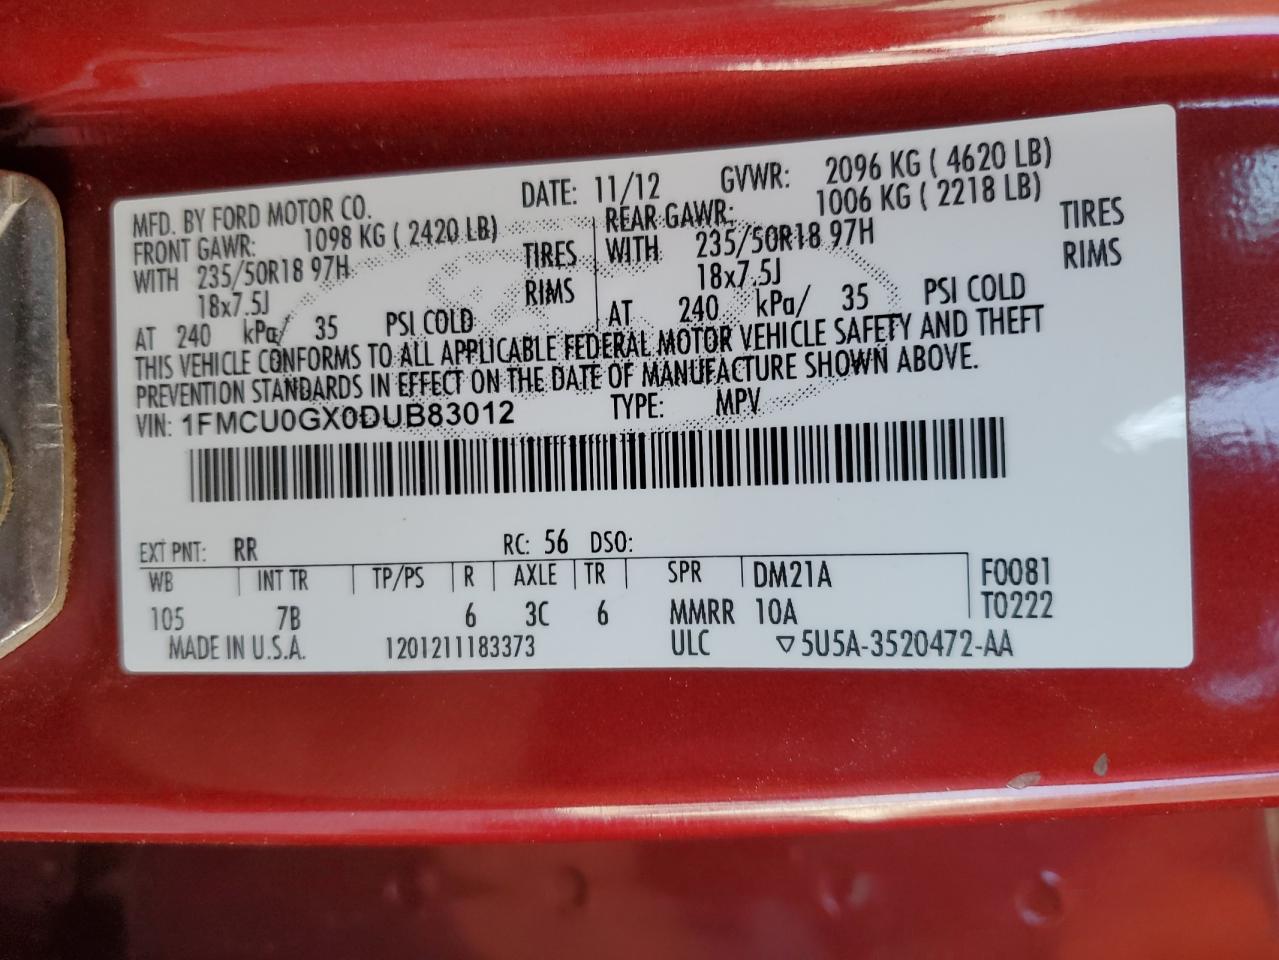 MFD. BY FORD MOTOR CO. DATE: 11/12 GVWR: 2096 KG ( 4620 LB)
FRONT GAWR: 1098 KG ( 2420 LB) REAR GAWR: 1006 KG ( 2218 LB)
WITH 235/50R18 97H TIRES WITH 235/50R18 97H TIRES
18x7.5J RIMS 18x7.5J RIMS
AT 240 kPa/ 35 PSI COLD AT 240 kPa/ 35 PSI COLD
THIS VEHICLE CONFORMS TO ALL APPLICABLE FEDERAL MOTOR VEHICLE SAFETY AND THEFT
PREVENTION STANDARDS IN EFFECT ON THE DATE OF MANUFACTURE SHOWN ABOVE.
VIN: 1FMCU0GX0DUB83012 TYPE: MPV
EXT PNT: RR RC: 56 DSO:
WB INT TR TP/PS R AXLE TR SPR DM21A F0081
105 7B 6 3C 6 MMRR 10A T0222
MADE IN U.S.A. 1201211183373 ULC ▽5U5A-3520472-AA